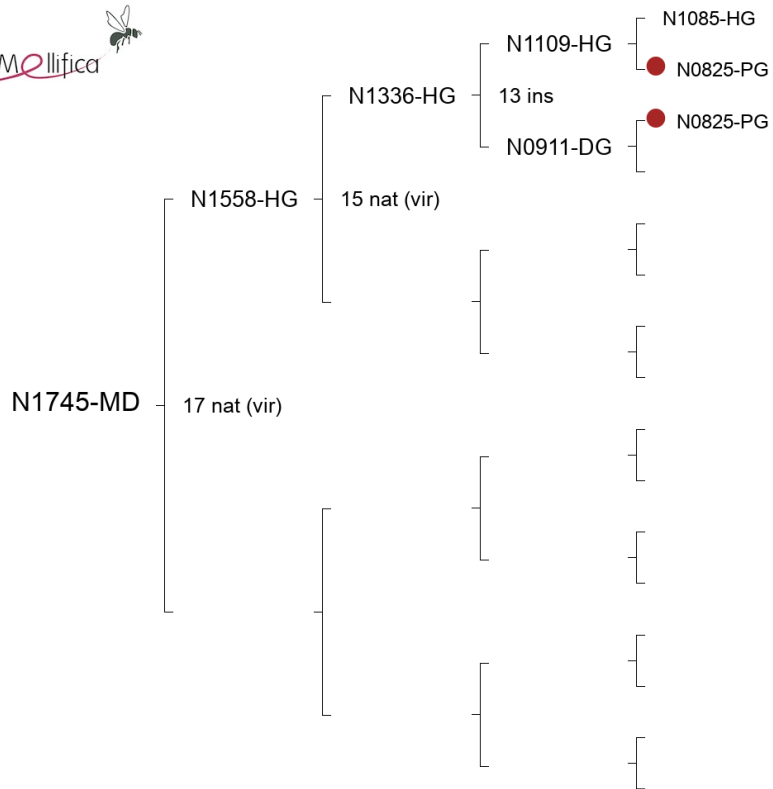 Mellifica
N1085-HG
N1109-HG
N0825-PG
N1336-HG
13 ins
N0825-PG
N0911-DG
N1558-HG
15 nat (vir)
N1745-MD
17 nat (vir)